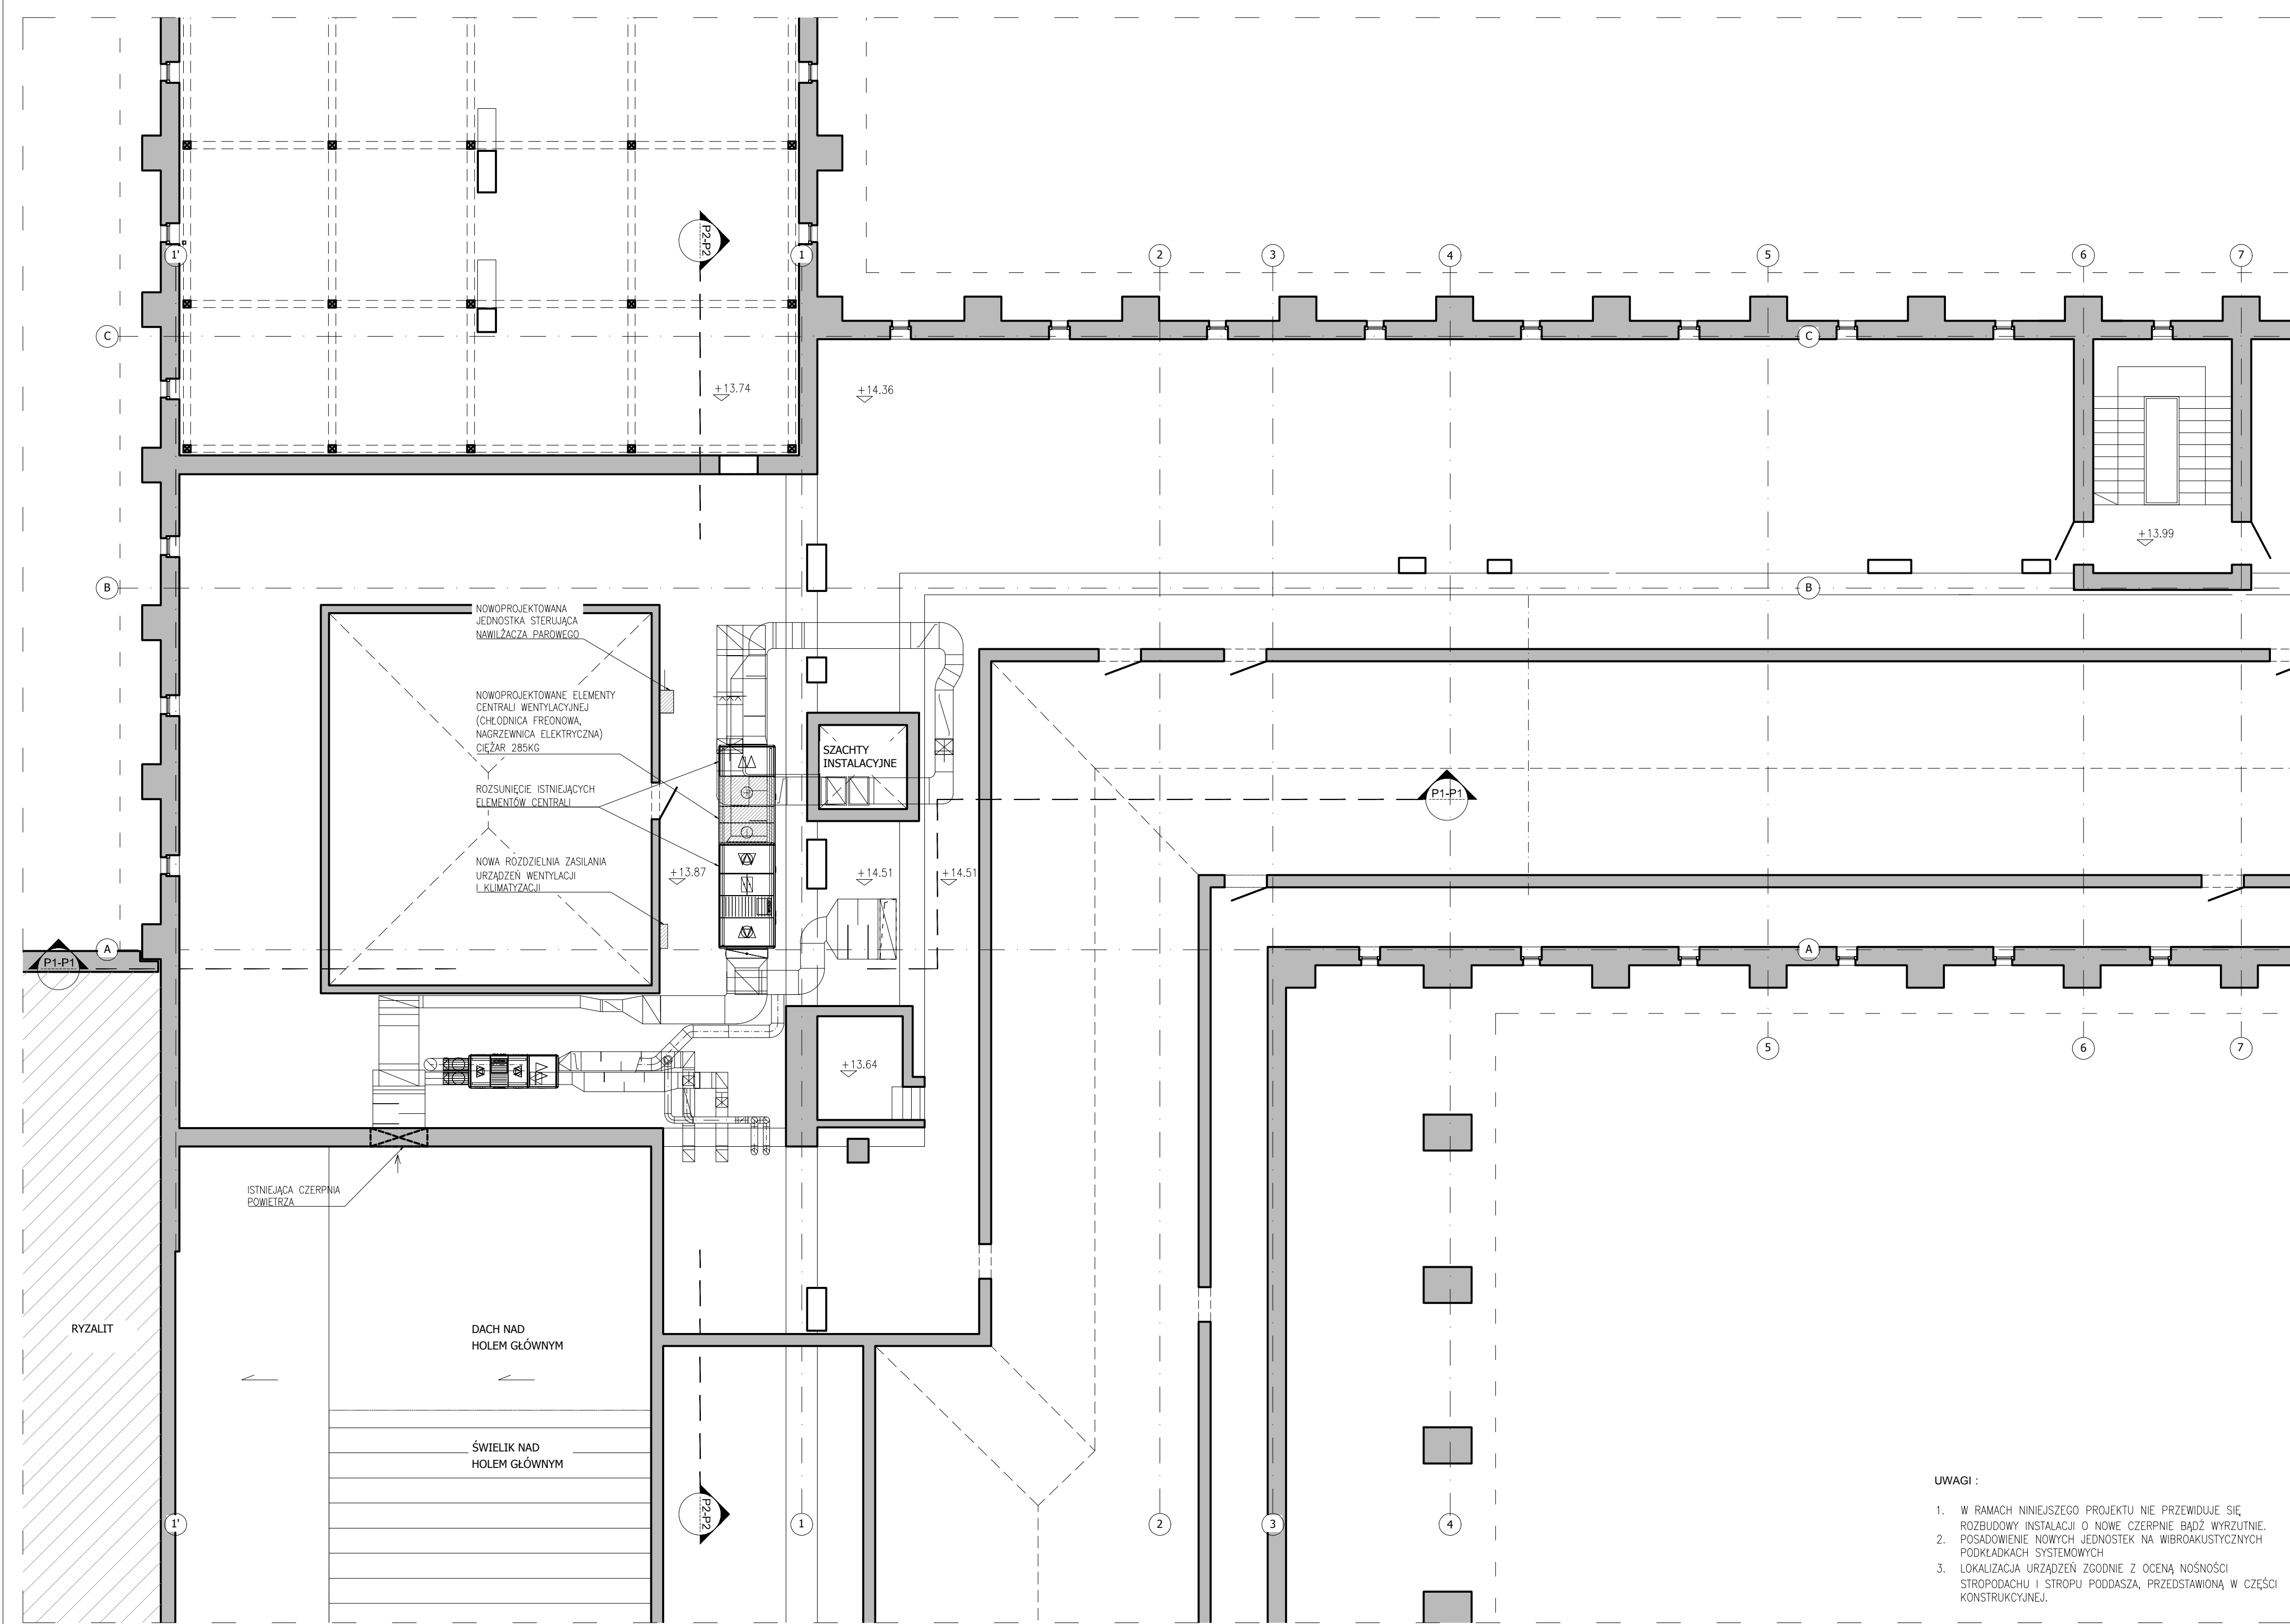 P2-P2
1'
1
2
3
4
5
6
7
C
C
+13.74
+14.36
+13.99
B
B
NOWOPROJEKTOWANA
JEDNOSTKA STERUJĄCA
NAWILŻACZA PAROWEGO
NOWOPROJEKTOWANE ELEMENTY
CENTRALI WENTYLACYJNEJ
(CHŁODNICA FREONOWA,
NAGRZEWNICA ELEKTRYCZNA)
CIĘŻAR 285KG
SZACHTY
INSTALACYJNE
ROZSUNIĘCIE ISTNIEJĄCYCH
ELEMENTÓW CENTRALI
P1-P1
NOWA ROZDZIELNIA ZASILANIA
URZĄDZEŃ WENTYLACJI
I KLIMATYZACJI
+13.87
+14.51
+14.51
A
A
P1-P1
5
6
7
+13.64
ISTNIEJĄCA CZERPNIA
POWIETRZA
RYZALIT
DACH NAD
HOLEM GŁÓWNYM
ŚWIELIK NAD
HOLEM GŁÓWNYM
P2-P2
1'
1
2
3
4
UWAGI :
1. W RAMACH NINIEJSZEGO PROJEKTU NIE PRZEWIDUJE SIĘ
ROZBUDOWY INSTALACJI O NOWE CZERPNIE BĄDŹ WYRZUTNIE.
2. POSADOWIENIE NOWYCH JEDNOSTEK NA WIBROAKUSTYCZNYCH
PODKŁADKACH SYSTEMOWYCH
3. LOKALIZACJA URZĄDZEŃ ZGODNIE Z OCENĄ NOŚNOŚCI
STROPODACHU I STROPU PODDASZA, PRZEDSTAWIONĄ W CZĘŚCI
KONSTRUKCYJNEJ.